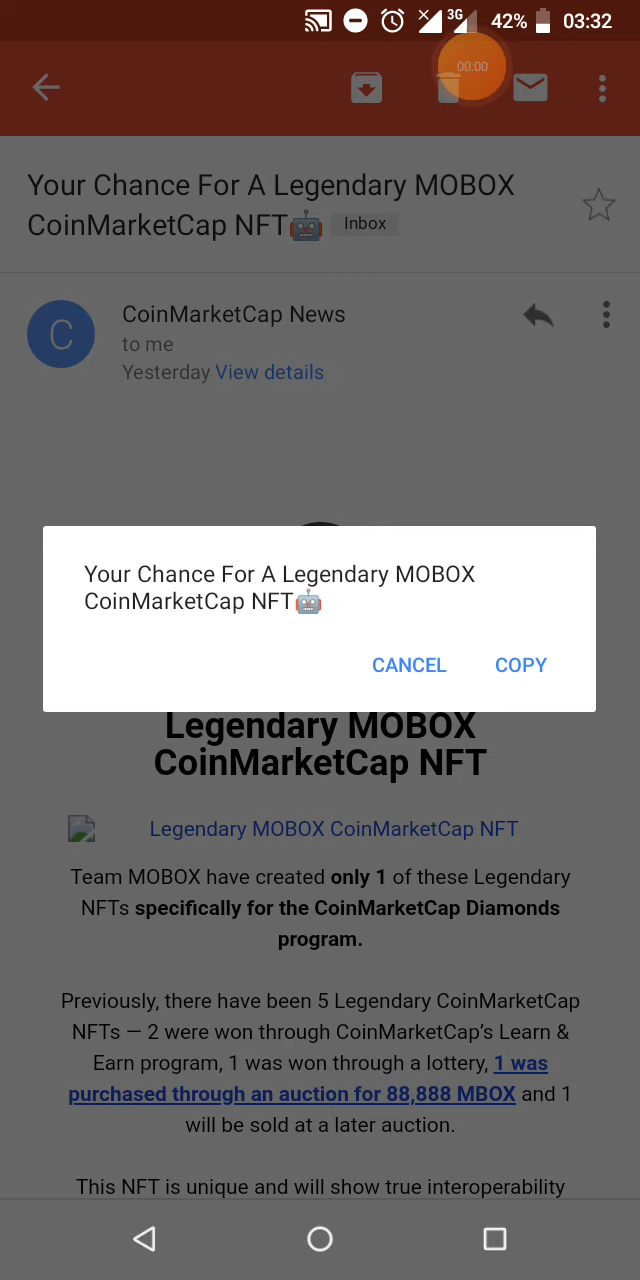 3G 42% 03:32
00:00
Your Chance For A Legendary MOBOX
CoinMarketCap NFT🤖 Inbox
C
CoinMarketCap News
to me
Yesterday View details
Your Chance For A Legendary MOBOX
CoinMarketCap NFT🤖
CANCEL COPY
Legendary MOBOX
CoinMarketCap NFT
Legendary MOBOX CoinMarketCap NFT
Team MOBOX have created only 1 of these Legendary
NFTs specifically for the CoinMarketCap Diamonds
program.
Previously, there have been 5 Legendary CoinMarketCap
NFTs — 2 were won through CoinMarketCap’s Learn &
Earn program, 1 was won through a lottery, 1 was
purchased through an auction for 88,888 MBOX and 1
will be sold at a later auction.
This NFT is unique and will show true interoperability